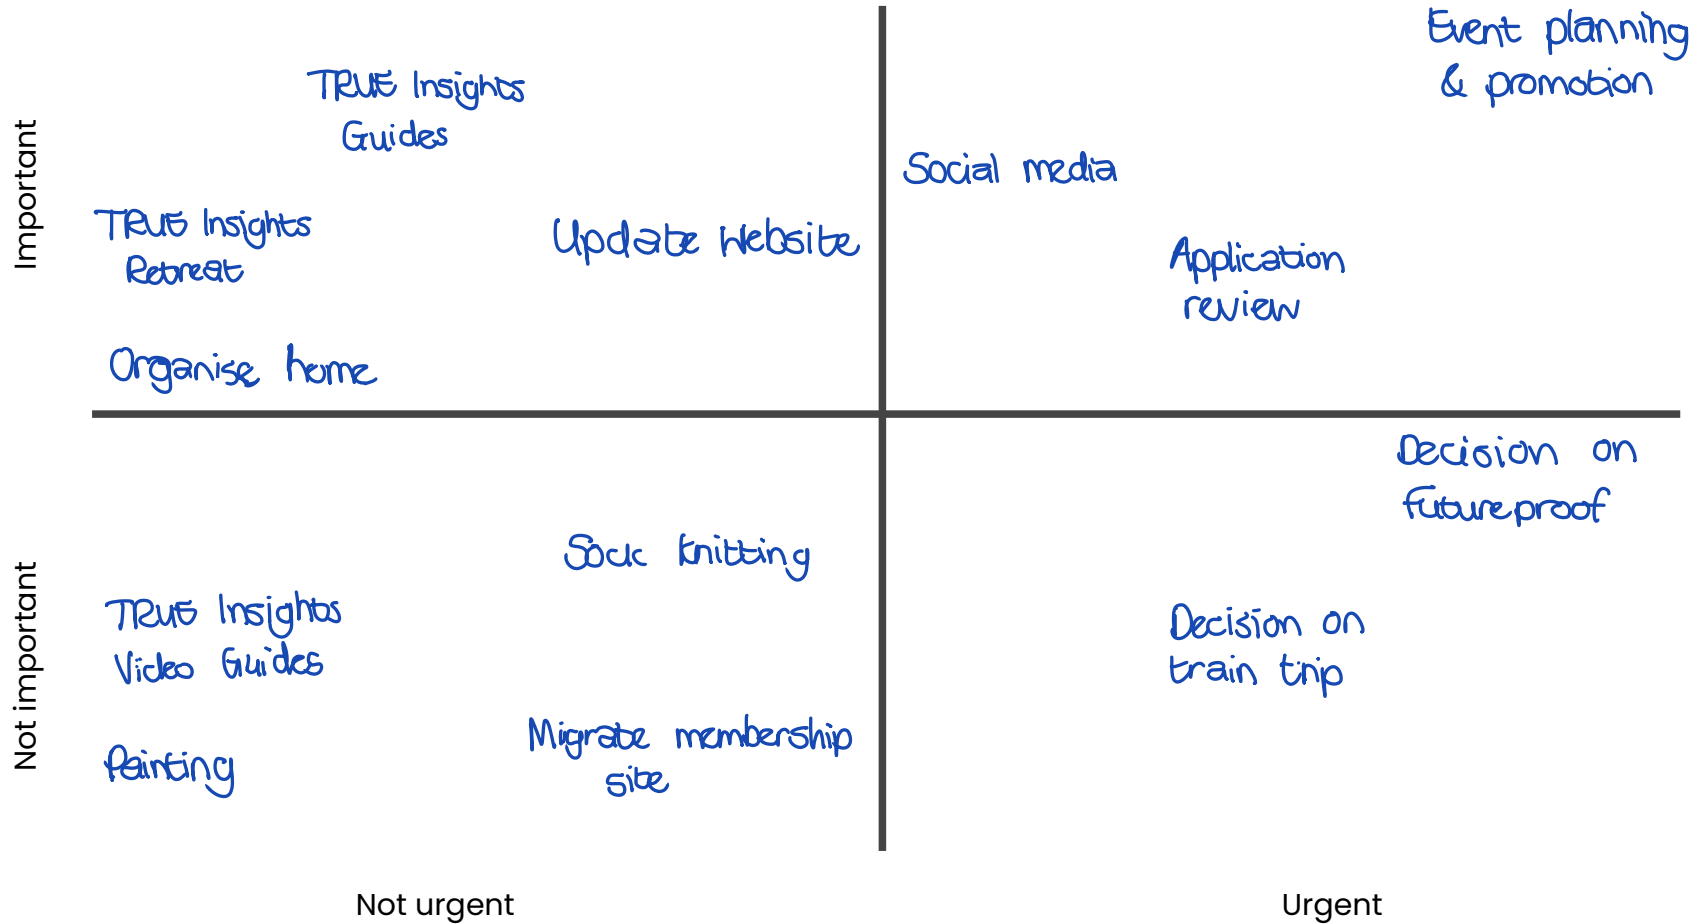 Important
TRUE Insights
Guides
TRUE Insights
Retreat
Update website
Organise home
Event planning
& promotion
Social media
Application
review
Not important
Sock knitting
TRUE Insights
Video Guides
Painting
Migrate membership
site
Decision on
futureproof
Decision on
train trip
Not urgent
Urgent